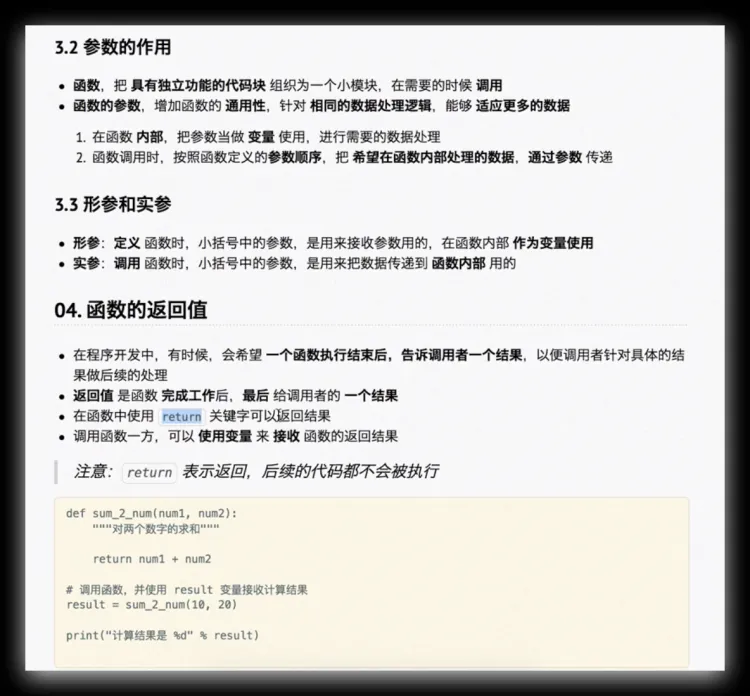 3.2 参数的作用
• 函数，把 具有独立功能的代码块 组织为一个小模块，在需要的时候 调用
• 函数的参数，增加函数的 通用性，针对 相同的数据处理逻辑，能够 适应更多的数据
1. 在函数 内部，把参数当做 变量 使用，进行需要的数据处理
2. 函数调用时，按照函数定义的参数顺序，把 希望在函数内部处理的数据，通过参数 传递
3.3 形参和实参
• 形参：定义 函数时，小括号中的参数，是用来接收参数用的，在函数内部 作为变量使用
• 实参：调用 函数时，小括号中的参数，是用来把数据传递到 函数内部 用的
04. 函数的返回值
• 在程序开发中，有时候，会希望 一个函数执行结束后，告诉调用者一个结果，以便调用者针对具体的结
果做后续的处理
• 返回值 是函数 完成工作后，最后 给调用者的 一个结果
• 在函数中使用 return 关键字可以返回结果
• 调用函数一方，可以 使用变量 来 接收 函数的返回结果
注意：return 表示返回，后续的代码都不会被执行
def sum_2_num(num1, num2):
    """对两个数字的求和"""
    return num1 + num2
# 调用函数，并使用 result 变量接收计算结果
result = sum_2_num(10, 20)
print("计算结果是 %d" % result)